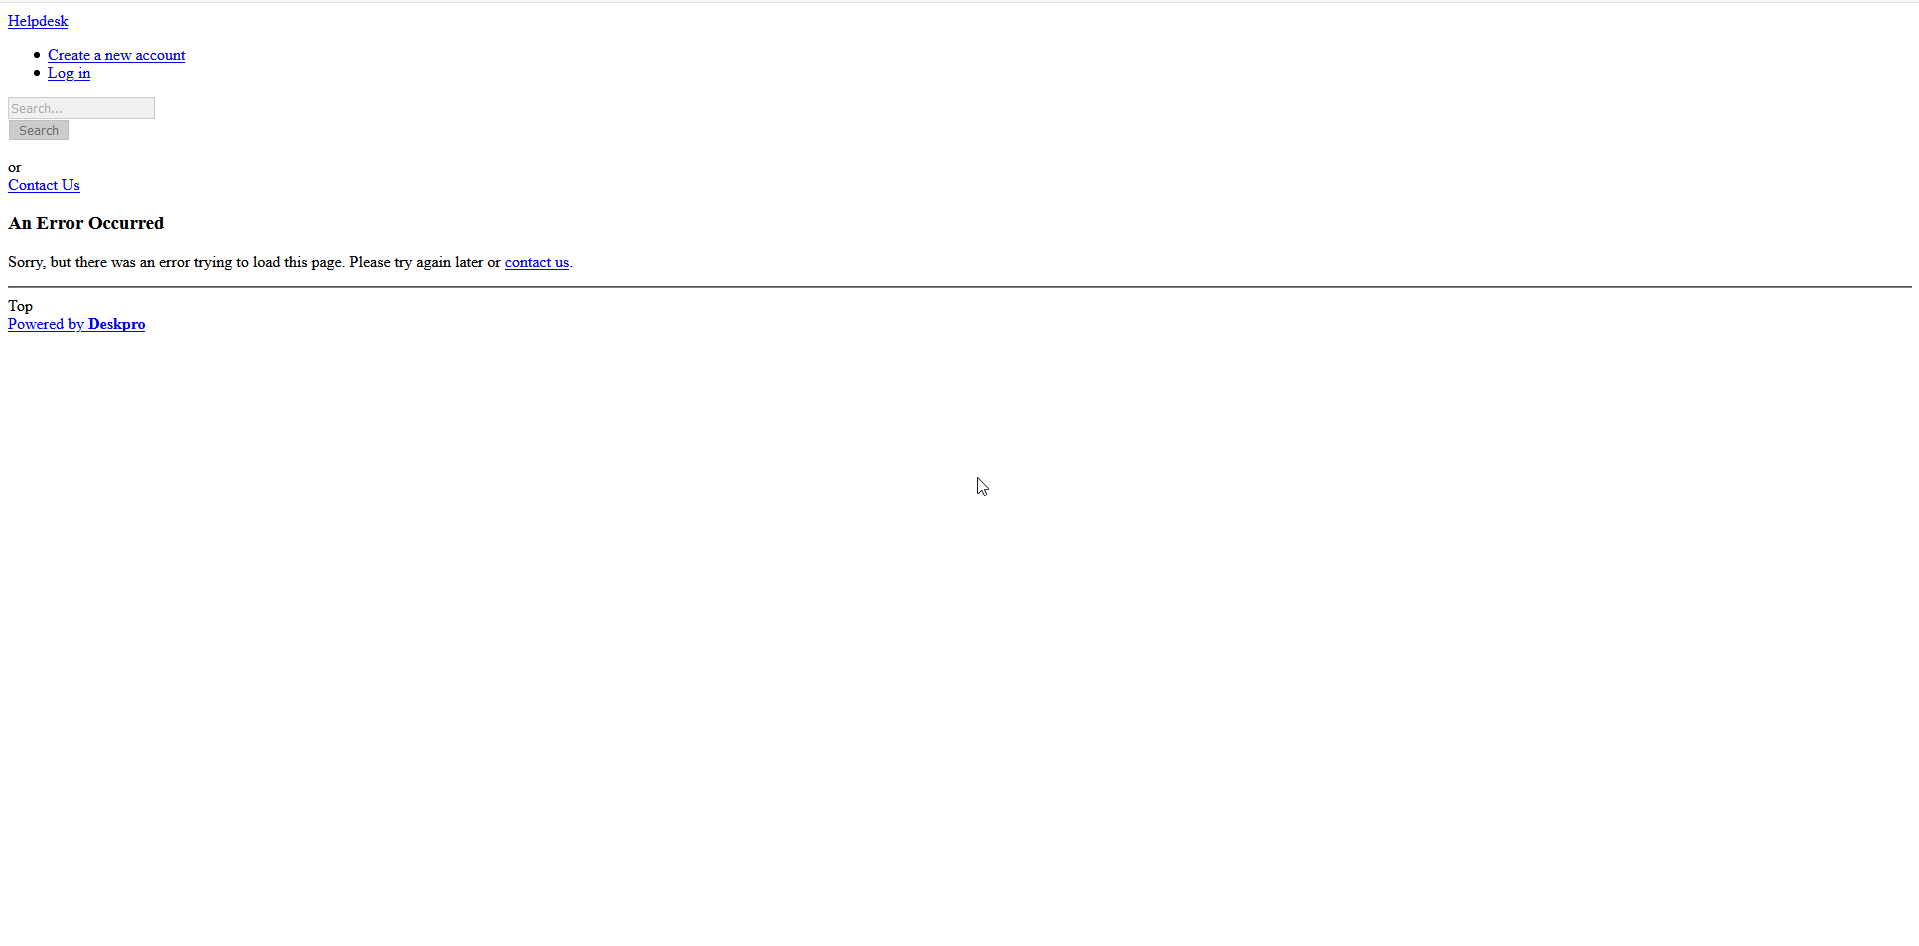 Helpdesk
Create a new account
Log in
Search...
Search
or
Contact Us
An Error Occurred
Sorry, but there was an error trying to load this page. Please try again later or contact us.
Top
Powered by Deskpro